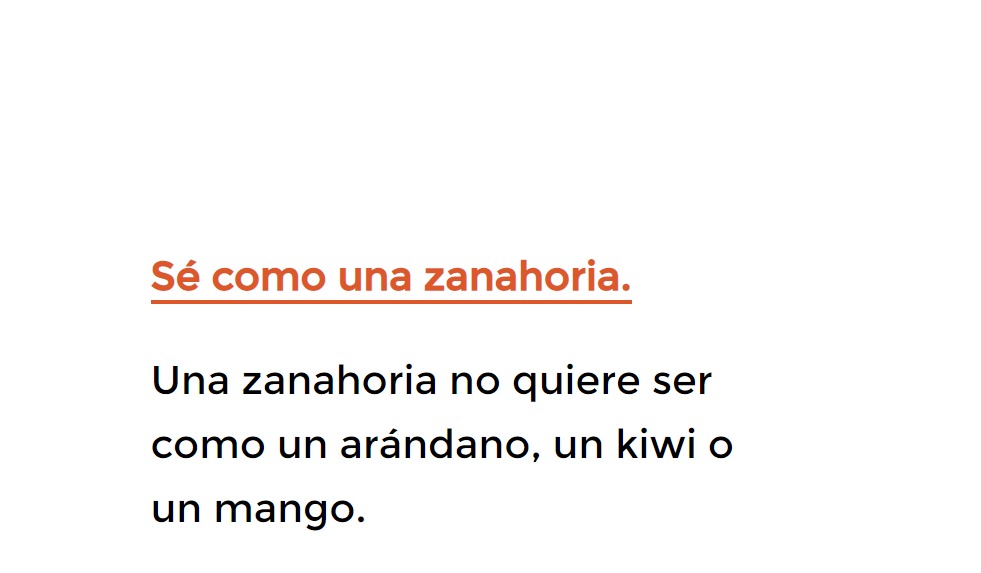 Sé como una zanahoria.
Una zanahoria no quiere ser
como un arándano, un kiwi o
un mango.